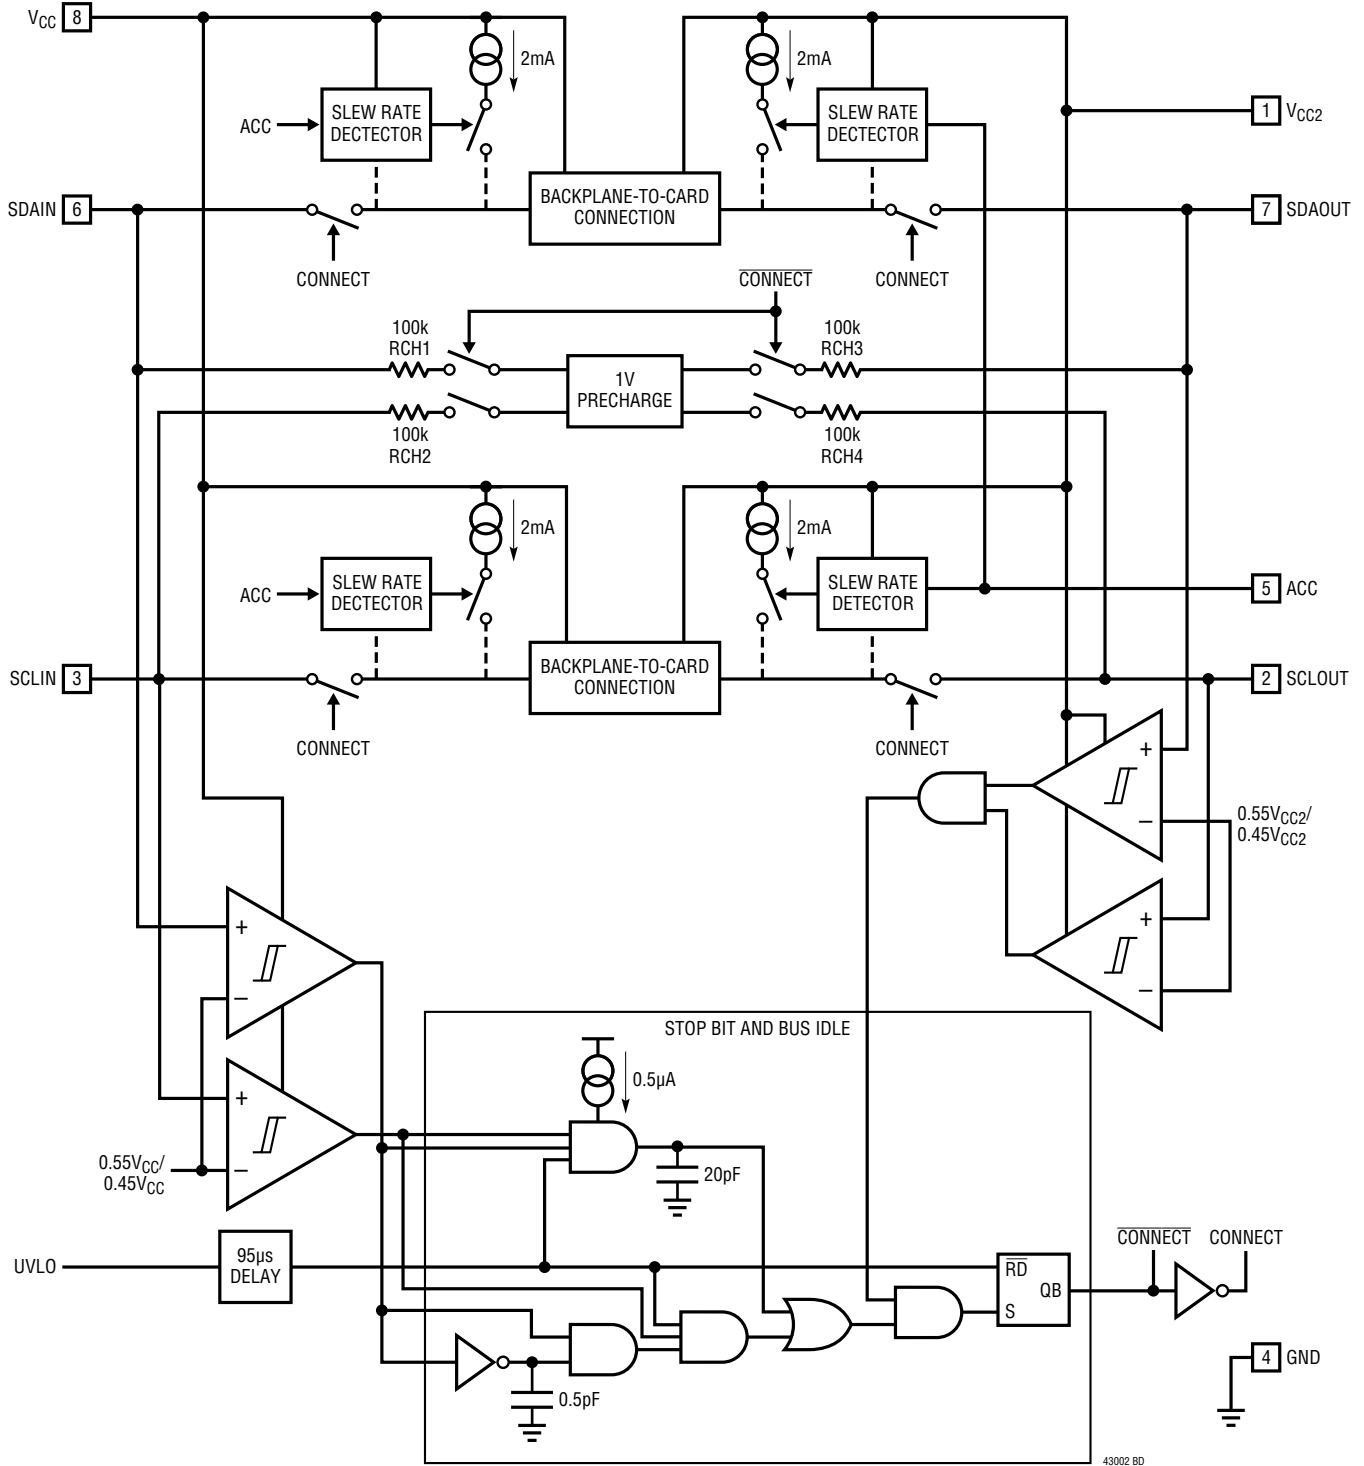 VCC 8
2mA
2mA
SLEW RATE
DECTECTOR
SLEW RATE
DECTECTOR
ACC
1 VCC2
SDAIN 6
BACKPLANE-TO-CARD
CONNECTION
7 SDAOUT
CONNECT
CONNECT
CONNECT
100k
RCH1
100k
RCH3
1V
PRECHARGE
100k
RCH2
100k
RCH4
2mA
2mA
SLEW RATE
DECTECTOR
SLEW RATE
DETECTOR
ACC
5 ACC
SCLIN 3
BACKPLANE-TO-CARD
CONNECTION
2 SCLOUT
CONNECT
CONNECT
+
−
0.55VCC2/
0.45VCC2
+
−
+
−
STOP BIT AND BUS IDLE
0.5µA
+
−
0.55VCC/
0.45VCC
20pF
UVLO
95µs
DELAY
RD
QB
S
CONNECT
CONNECT
4 GND
0.5pF
43002 BD